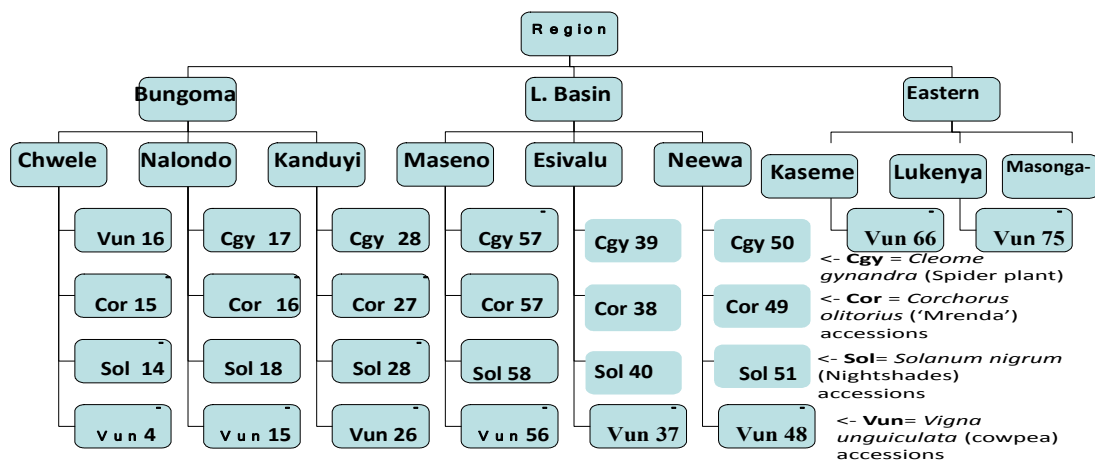 Region
Bungoma
L. Basin
Eastern
Chwele
Nalondo
Kanduyi
Maseno
Esivalu
Neewa
Kaseme
Lukenya
Masonga-
Vun 16
Cgy 17
Cgy 28
Cgy 57
Cgy 39
Cgy 50
Vun 66
Vun 75
<- Cgy = Cleome
gynandra (Spider plant)
Cor 15
Cor 16
Cor 27
Cor 57
Cor 38
Cor 49
<- Cor = Corchorus
olitorius (‘Mrenda’)
accessions
Sol 14
Sol 18
Sol 28
Sol 58
Sol 40
Sol 51
<- Sol= Solanum nigrum
(Nightshades)
accessions
Vun 4
Vun 15
Vun 26
Vun 56
Vun 37
Vun 48
<- Vun= Vigna
unguiculata (cowpea)
accessions